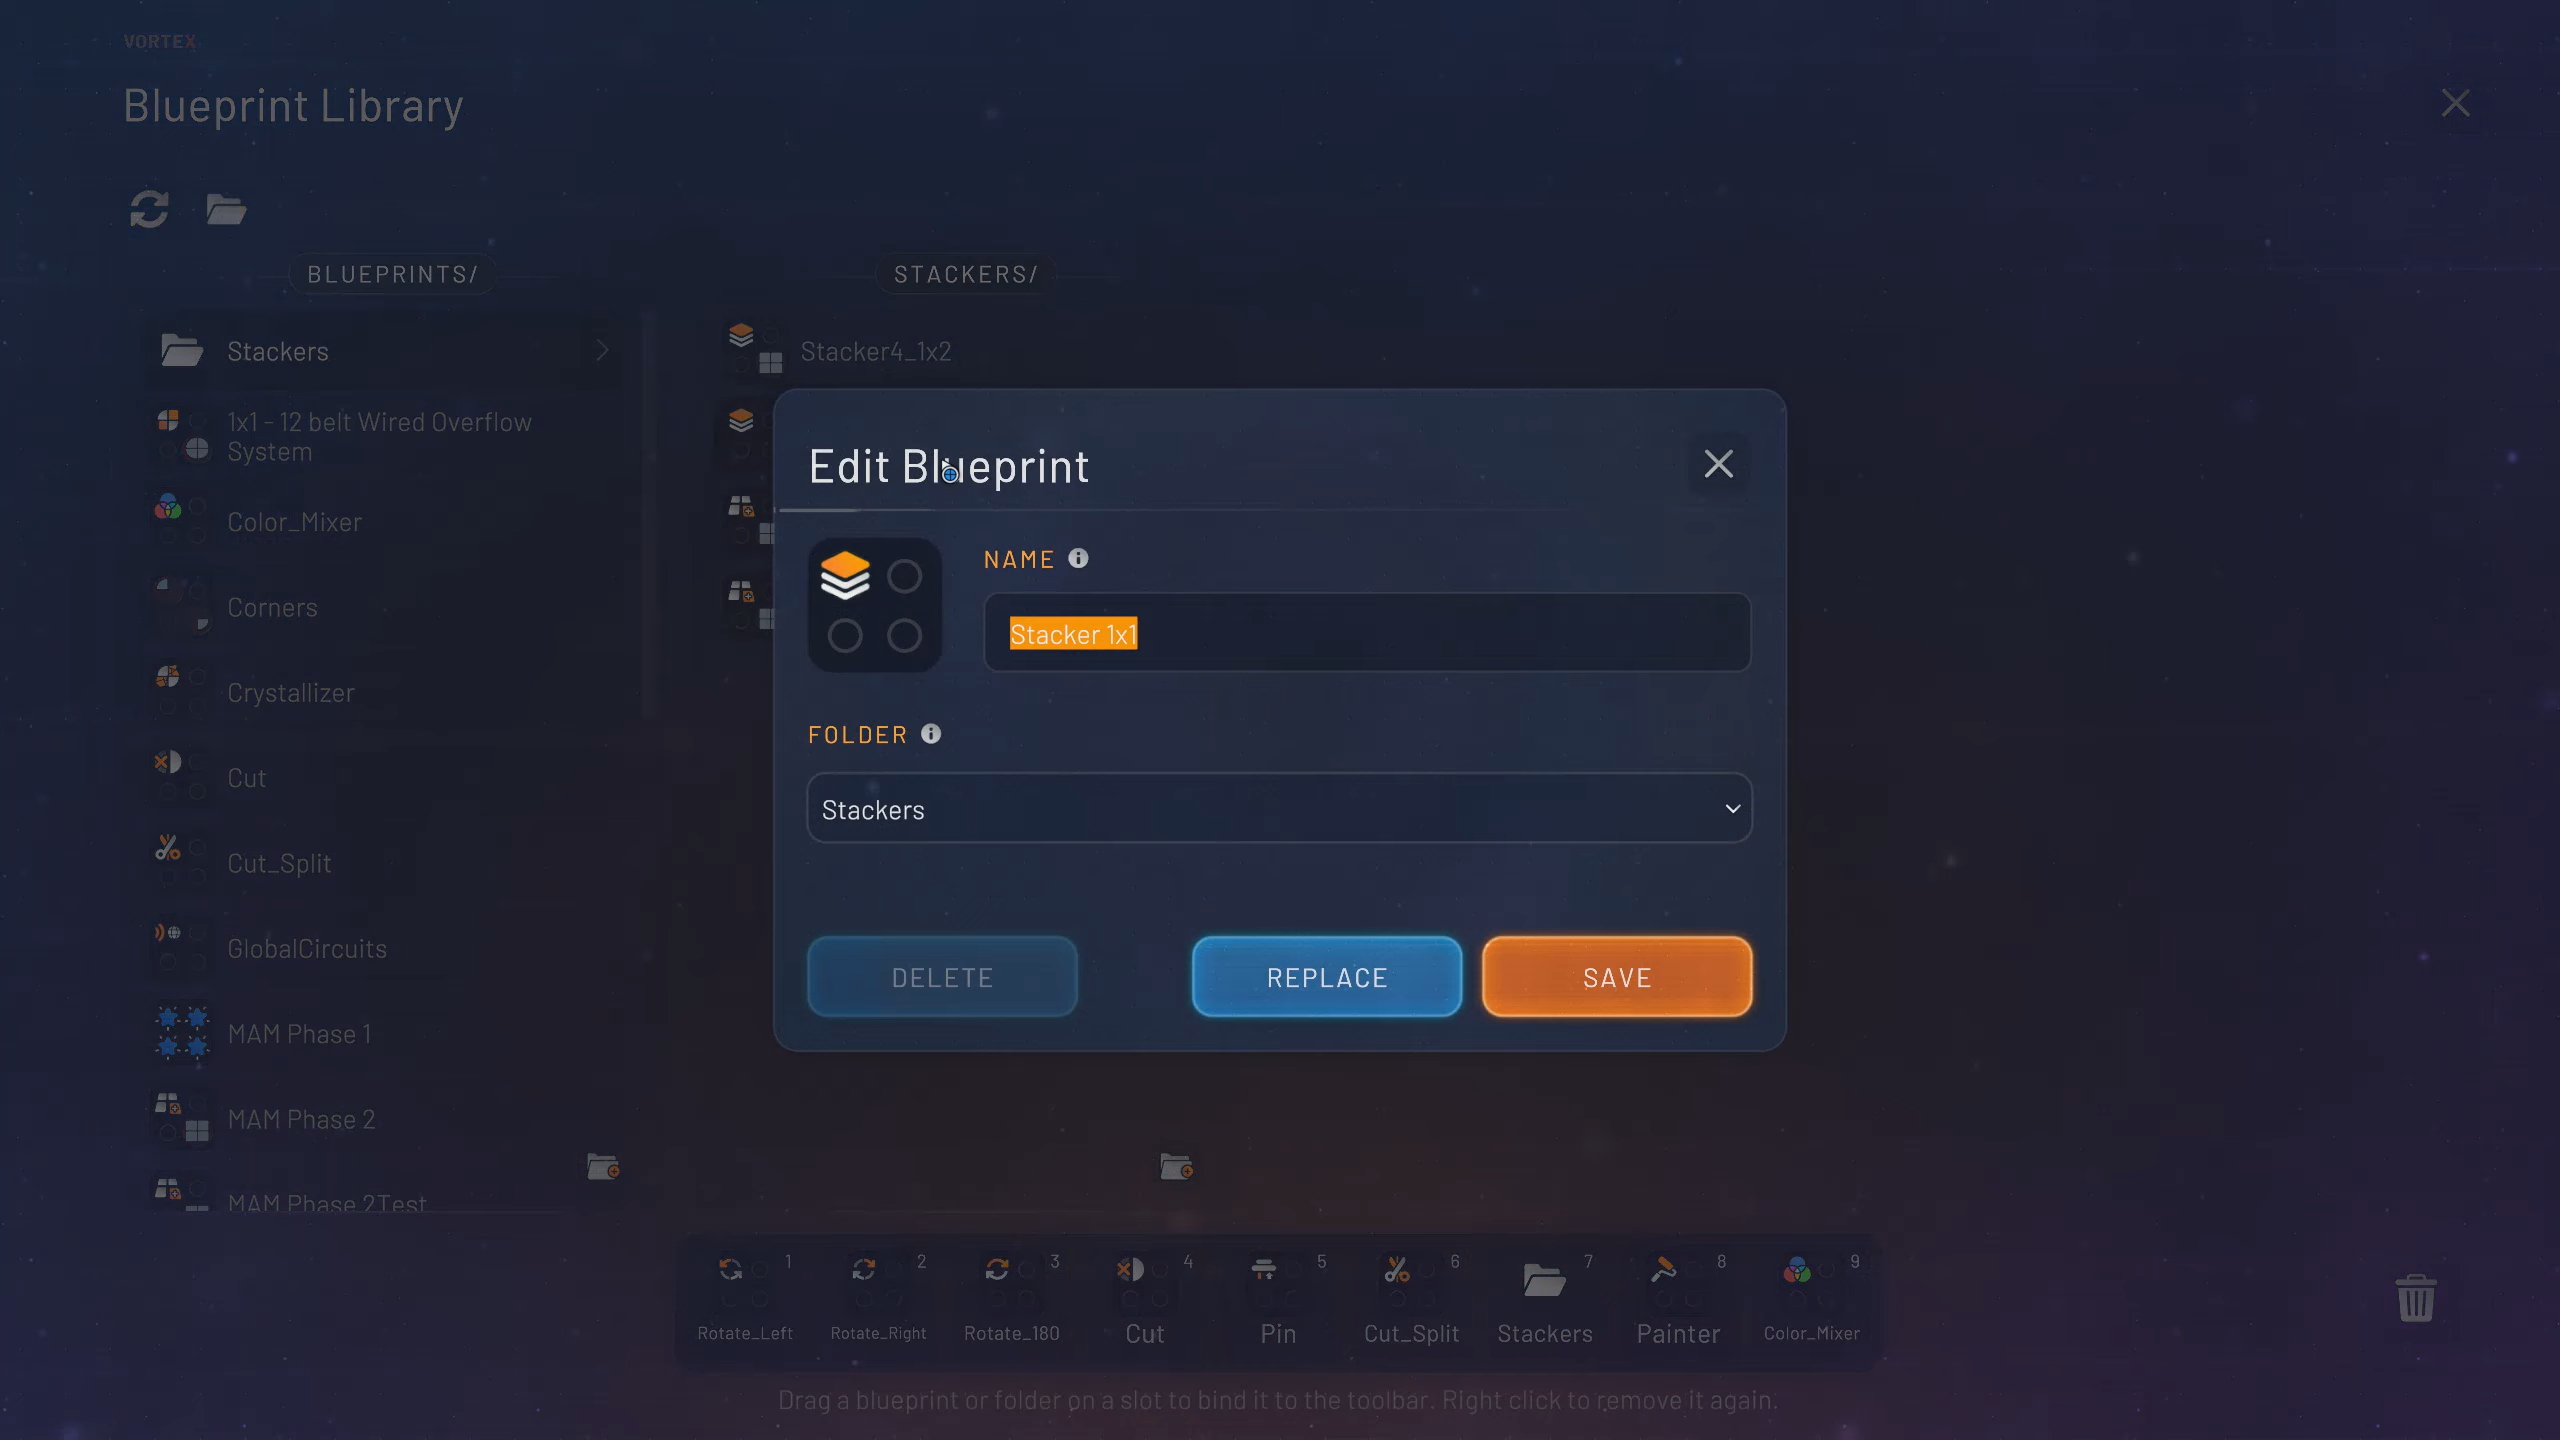 VORTEX
Blueprint Library
BLUEPRINTS/
STACKERS/
Stackers
Stacker4_1x2
1x1 - 12 belt Wired Overflow
System
Color_Mixer
Corners
Crystallizer
Cut
Cut_Split
GlobalCircuits
MAM Phase 1
MAM Phase 2
MAM Phase 2Test
Edit Blueprint
NAME
Stacker 1x1
FOLDER
Stackers
DELETE
REPLACE
SAVE
1
2
3
4
5
6
7
8
9
Rotate_Left
Rotate_Right
Rotate_180
Cut
Pin
Cut_Split
Stackers
Painter
Color_Mixer
Drag a blueprint or folder on a slot to bind it to the toolbar. Right click to remove it again.